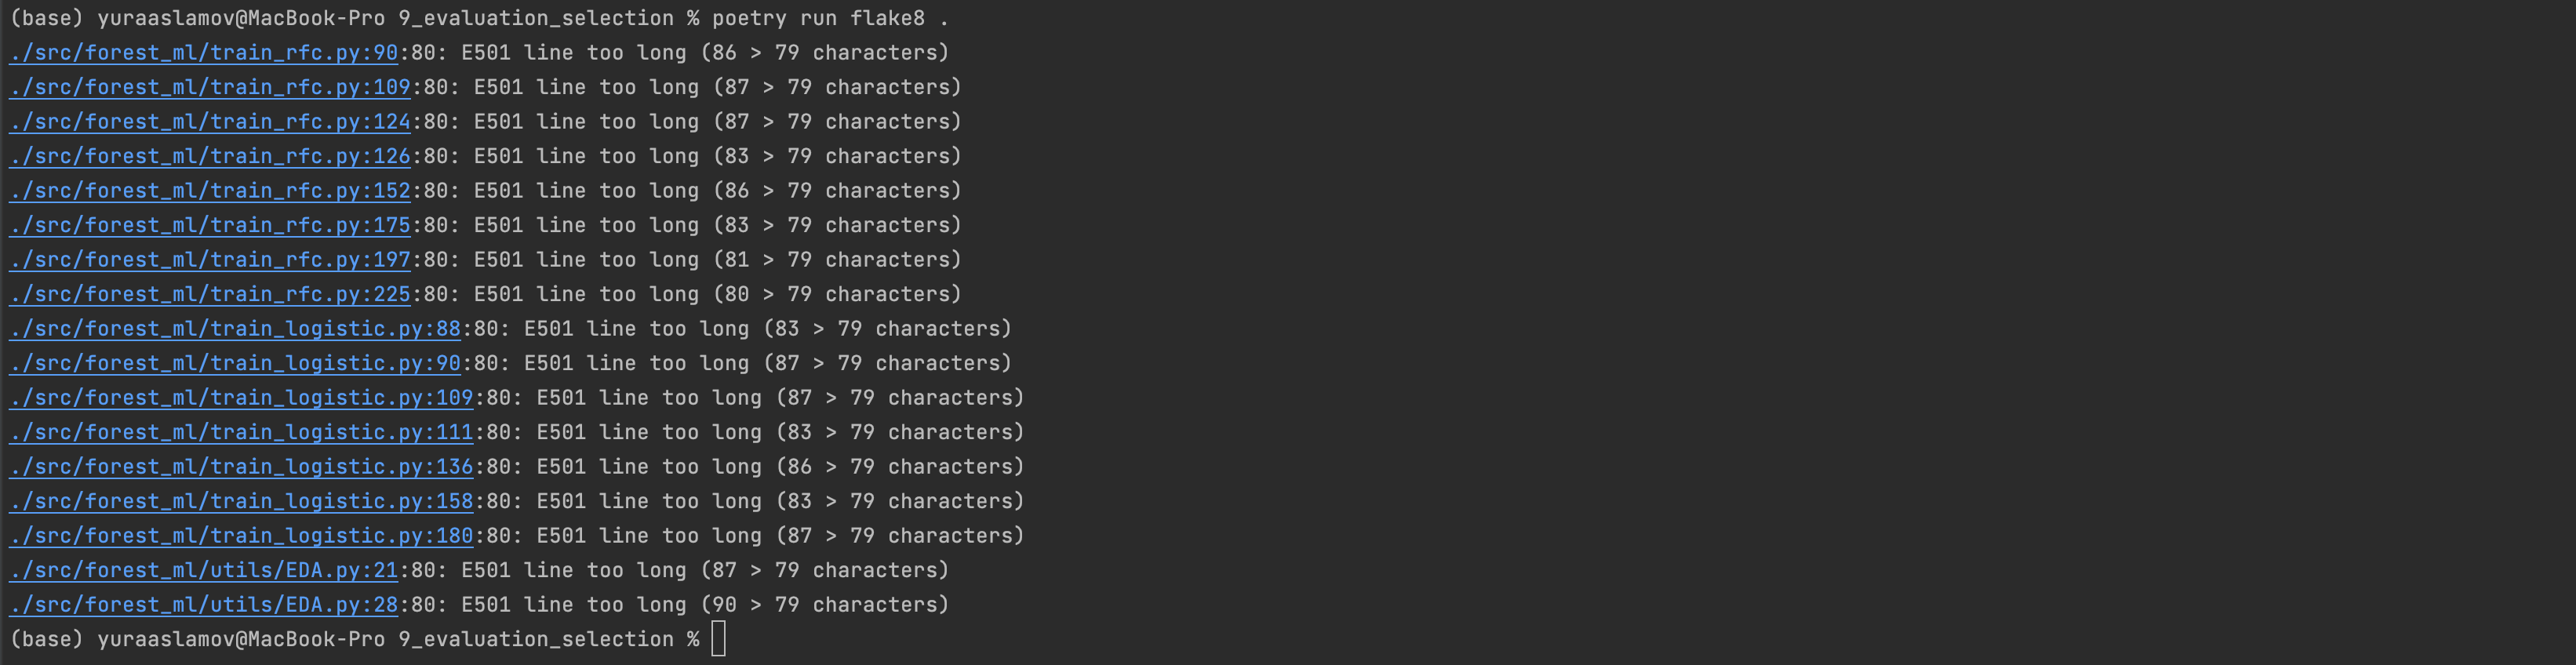 (base) yuraaslamov@MacBook-Pro 9_evaluation_selection % poetry run flake8 .
./src/forest_ml/train_rfc.py:90:80: E501 line too long (86 > 79 characters)
./src/forest_ml/train_rfc.py:109:80: E501 line too long (87 > 79 characters)
./src/forest_ml/train_rfc.py:124:80: E501 line too long (87 > 79 characters)
./src/forest_ml/train_rfc.py:126:80: E501 line too long (83 > 79 characters)
./src/forest_ml/train_rfc.py:152:80: E501 line too long (86 > 79 characters)
./src/forest_ml/train_rfc.py:175:80: E501 line too long (83 > 79 characters)
./src/forest_ml/train_rfc.py:197:80: E501 line too long (81 > 79 characters)
./src/forest_ml/train_rfc.py:225:80: E501 line too long (80 > 79 characters)
./src/forest_ml/train_logistic.py:88:80: E501 line too long (83 > 79 characters)
./src/forest_ml/train_logistic.py:90:80: E501 line too long (87 > 79 characters)
./src/forest_ml/train_logistic.py:109:80: E501 line too long (87 > 79 characters)
./src/forest_ml/train_logistic.py:111:80: E501 line too long (83 > 79 characters)
./src/forest_ml/train_logistic.py:136:80: E501 line too long (86 > 79 characters)
./src/forest_ml/train_logistic.py:158:80: E501 line too long (83 > 79 characters)
./src/forest_ml/train_logistic.py:180:80: E501 line too long (87 > 79 characters)
./src/forest_ml/utils/EDA.py:21:80: E501 line too long (87 > 79 characters)
./src/forest_ml/utils/EDA.py:28:80: E501 line too long (90 > 79 characters)
(base) yuraaslamov@MacBook-Pro 9_evaluation_selection %